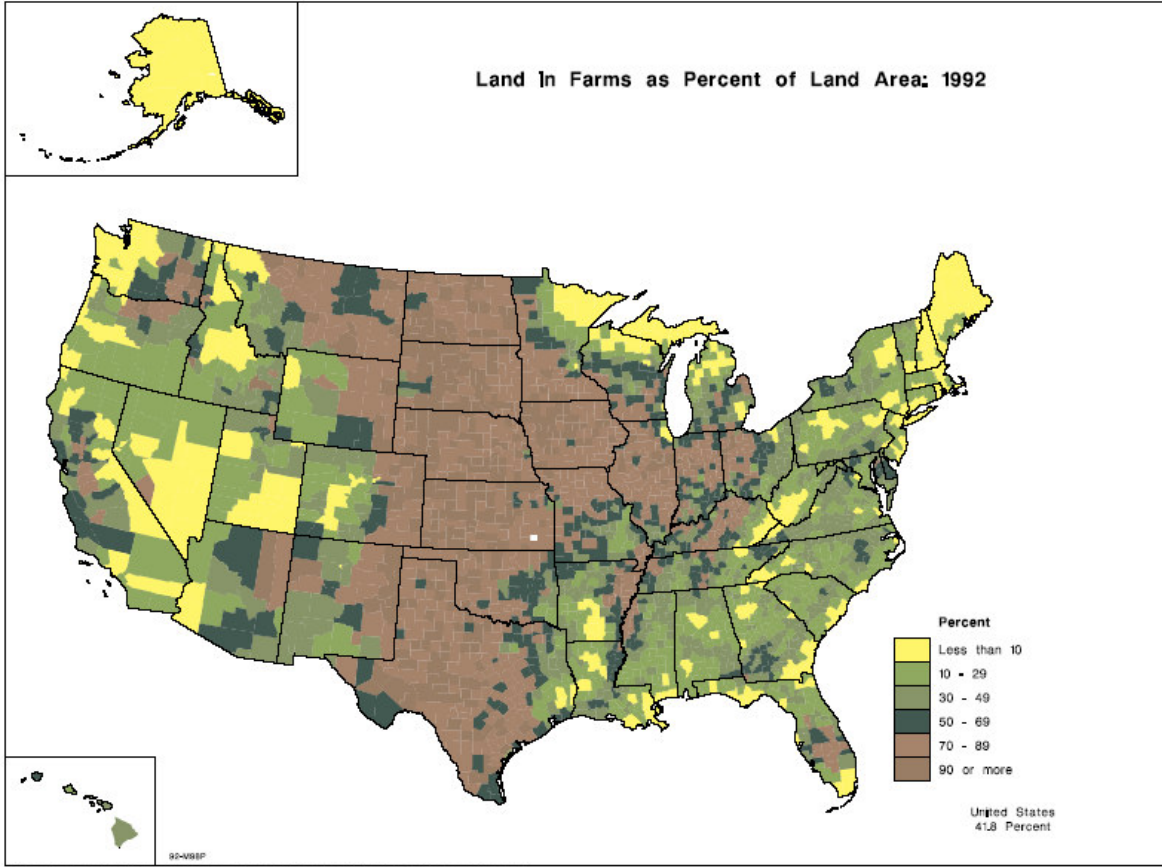 Land in Farms as Percent of Land Area: 1992
Percent
Less than 10
10 - 29
30 - 49
50 - 69
70 - 89
90 or more
United States
41.8 Percent
92-M98P